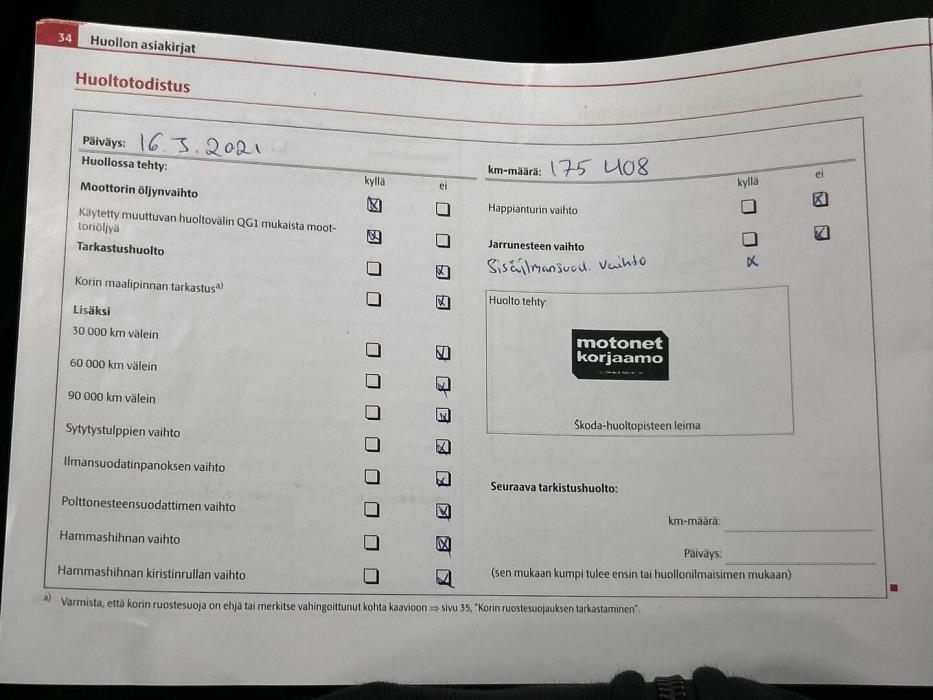 34 Huollon asiakirjat
Huoltotodistus
Päiväys: 16.3.2021
Huollossa tehty:
kyllä ei
Moottorin öljynvaihto
Käytetty muuttuvan huoltovälin QG1 mukaista moot-
toriöljyä
Tarkastushuolto
Korin maalipinnan tarkastus a)
Lisäksi
30 000 km välein
60 000 km välein
90 000 km välein
Sytytystulppien vaihto
Ilmansuodatinpanoksen vaihto
Polttonesteensuodattimen vaihto
Hammashihnan vaihto
Hammashihnan kiristinrullan vaihto
km-määrä: 175 408
kyllä ei
Happianturin vaihto
Jarrunesteen vaihto
Sisäilmansuod. vaihto x
Huolto tehty:
motonet
korjaamo
Škoda-huoltopisteen leima
Seuraava tarkistushuolto:
km-määrä:
Päiväys:
(sen mukaan kumpi tulee ensin tai huollonilmaisimen mukaan)
a) Varmista, että korin ruostesuoja on ehjä tai merkitse vahingoittunut kohta kaavioon ⇒ sivu 35, "Korin ruostesuojauksen tarkastaminen".